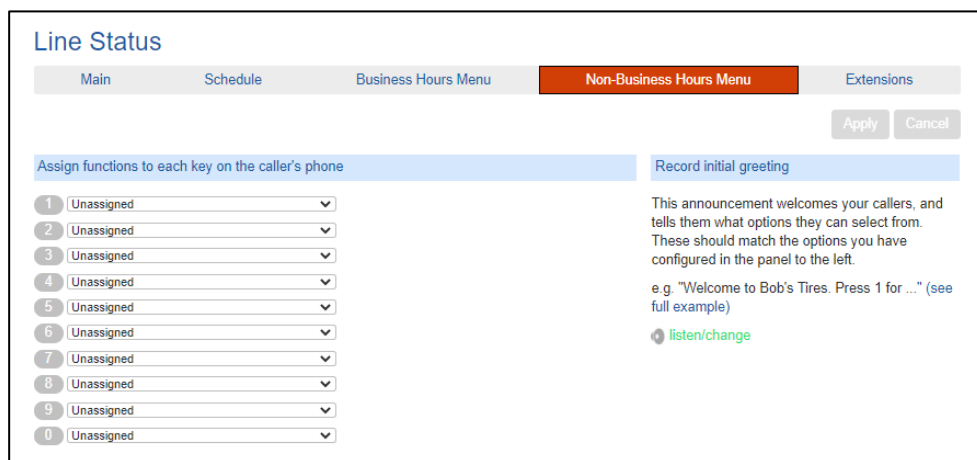 Line Status
Main Schedule Business Hours Menu Non-Business Hours Menu Extensions
Apply Cancel
Assign functions to each key on the caller's phone
1 Unassigned
2 Unassigned
3 Unassigned
4 Unassigned
5 Unassigned
6 Unassigned
7 Unassigned
8 Unassigned
9 Unassigned
0 Unassigned
Record initial greeting
This announcement welcomes your callers, and
tells them what options they can select from.
These should match the options you have
configured in the panel to the left.
e.g. "Welcome to Bob's Tires. Press 1 for ..." (see
full example)
listen/change